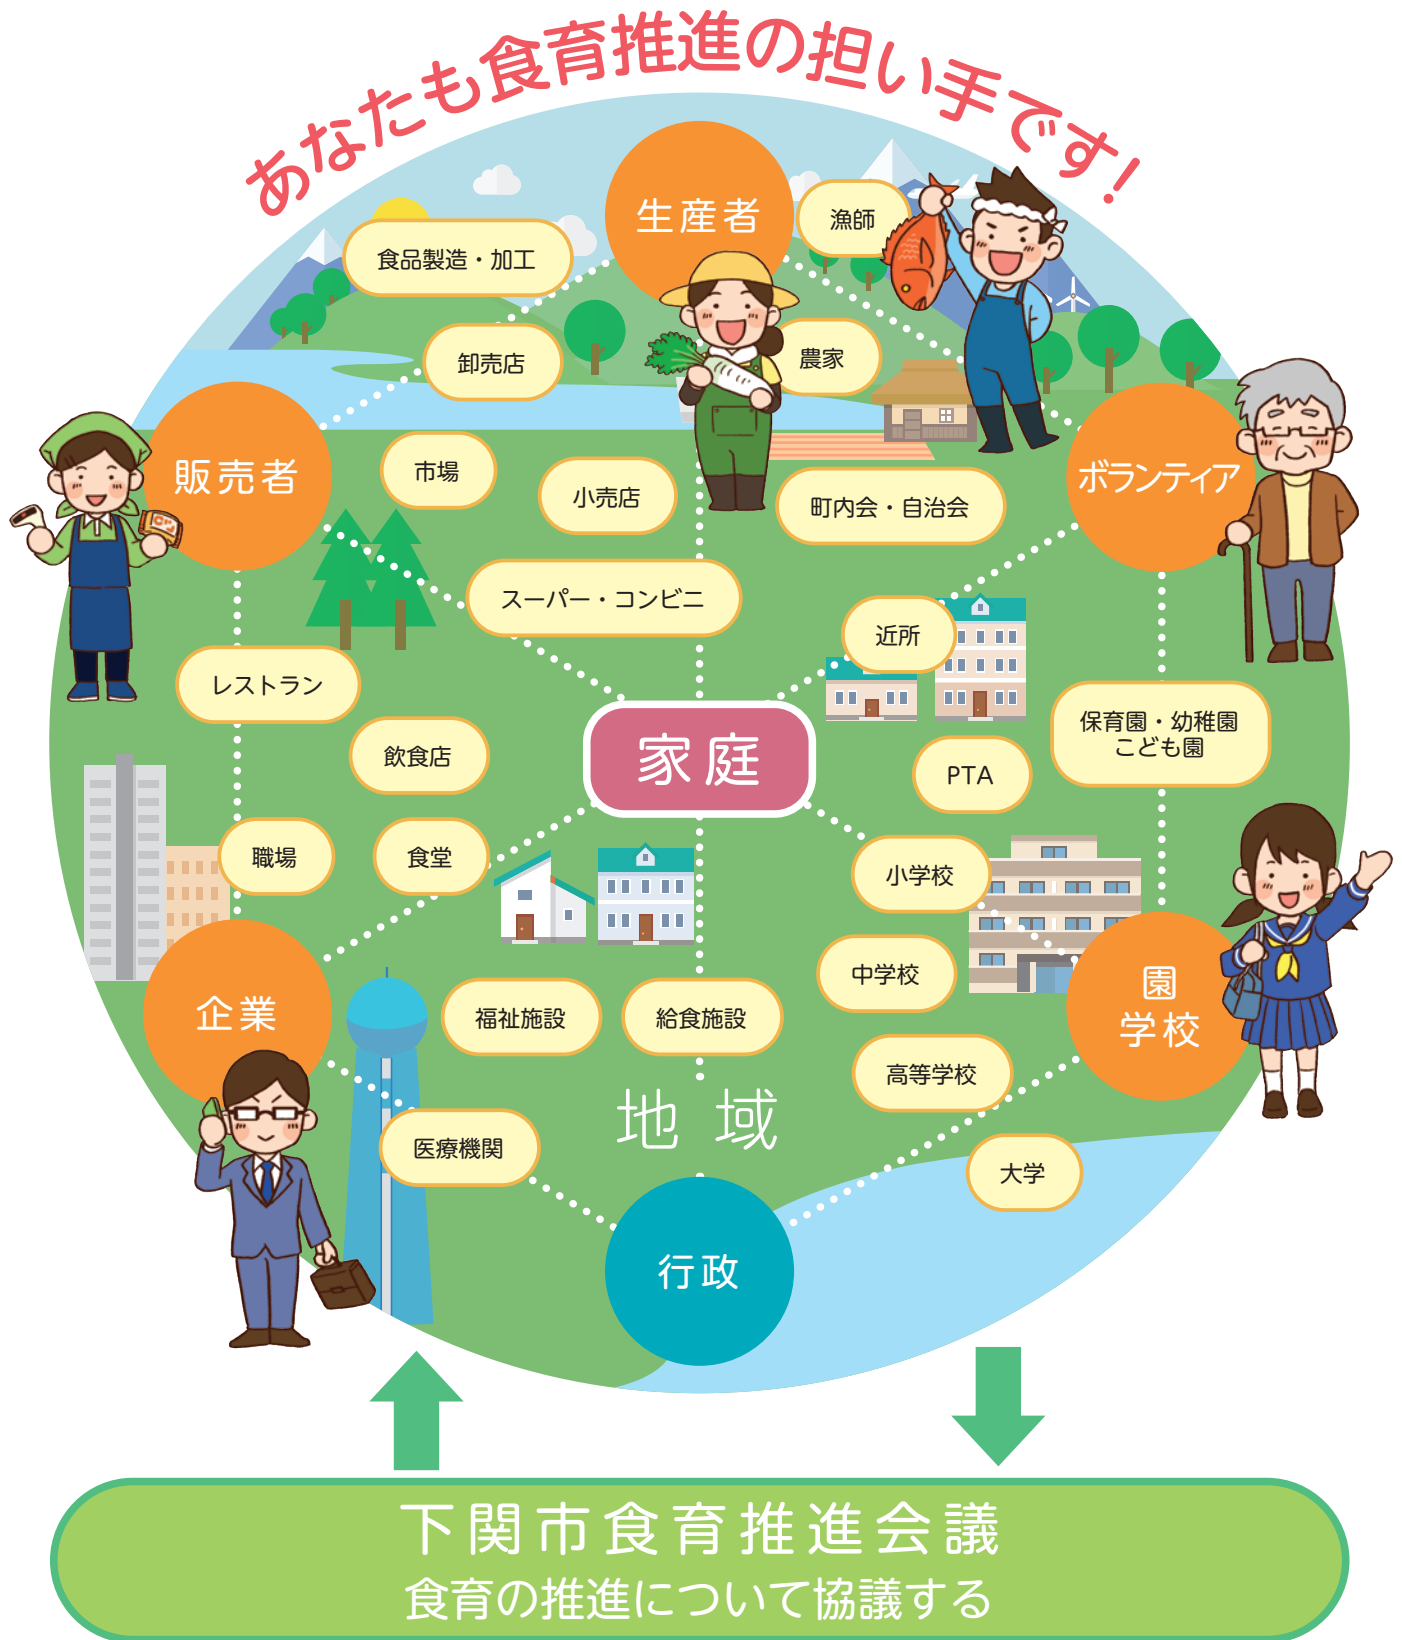 あなたも食育推進の担い手です!
生産者
漁師
食品製造・加工
卸売店
農家
販売者
市場
小売店
町内会・自治会
ボランティア
スーパー・コンビニ
近所
レストラン
飲食店
家庭
保育園・幼稚園
こども園
PTA
職場
食堂
小学校
中学校
園
学校
企業
福祉施設
給食施設
高等学校
地域
医療機関
大学
行政
下関市食育推進会議
食育の推進について協議する